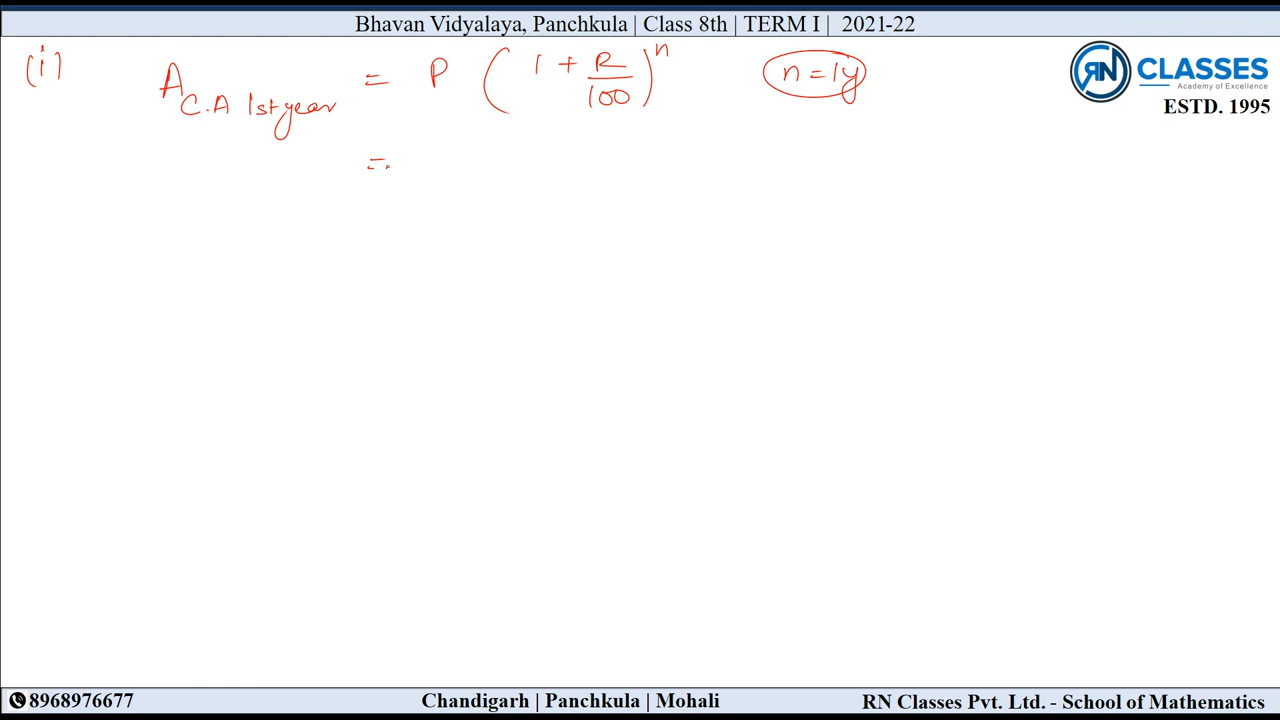 Bhavan Vidyalaya, Panchkula | Class 8th | TERM I | 2021-22
(i) A C.A 1st year = P ( 1 + R/100 )^n n = 1y
=
RN CLASSES
Academy of Excellence
ESTD. 1995
8968976677 Chandigarh | Panchkula | Mohali RN Classes Pvt. Ltd. - School of Mathematics